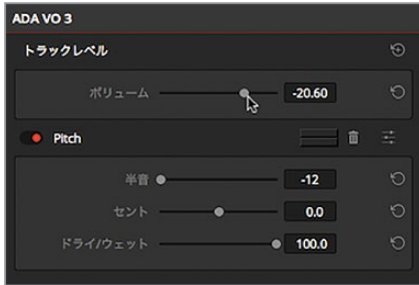 ADA VO 3
トラックレベル
ボリューム -20.60
Pitch
半音 -12
セント 0.0
ドライ/ウェット 100.0